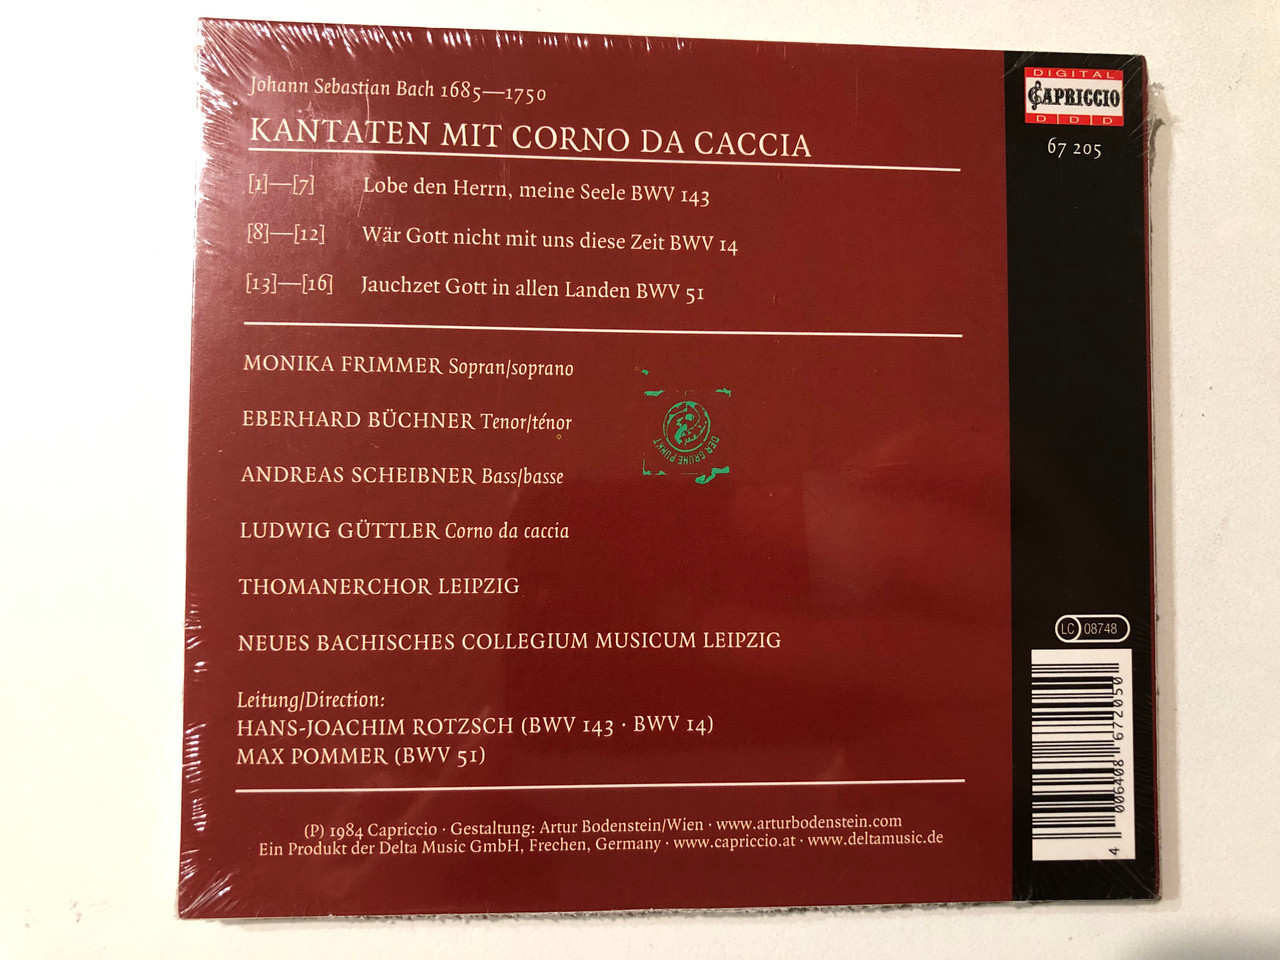 Johann Sebastian Bach 1685—1750
KANTATEN MIT CORNO DA CACCIA
[1]—[7] Lobe den Herrn, meine Seele BWV 143
[8]—[12] Wär Gott nicht mit uns diese Zeit BWV 14
[13]—[16] Jauchzet Gott in allen Landen BWV 51
MONIKA FRIMMER Sopran/soprano
EBERHARD BÜCHNER Tenor/ténor
ANDREAS SCHEIBNER Bass/basse
LUDWIG GÜTTLER Corno da caccia
THOMANERCHOR LEIPZIG
NEUES BACHISCHES COLLEGIUM MUSICUM LEIPZIG
Leitung/Direction:
HANS-JOACHIM ROTZSCH (BWV 143 · BWV 14)
MAX POMMER (BWV 51)
(P) 1984 Capriccio · Gestaltung: Artur Bodenstein/Wien · www.arturbodenstein.com
Ein Produkt der Delta Music GmbH, Frechen, Germany · www.capriccio.at · www.deltamusic.de
DER GRÜNE PUNKT
DIGITAL
CAPRICCIO
D D D
67 205
LC 08748
4 006408 672050